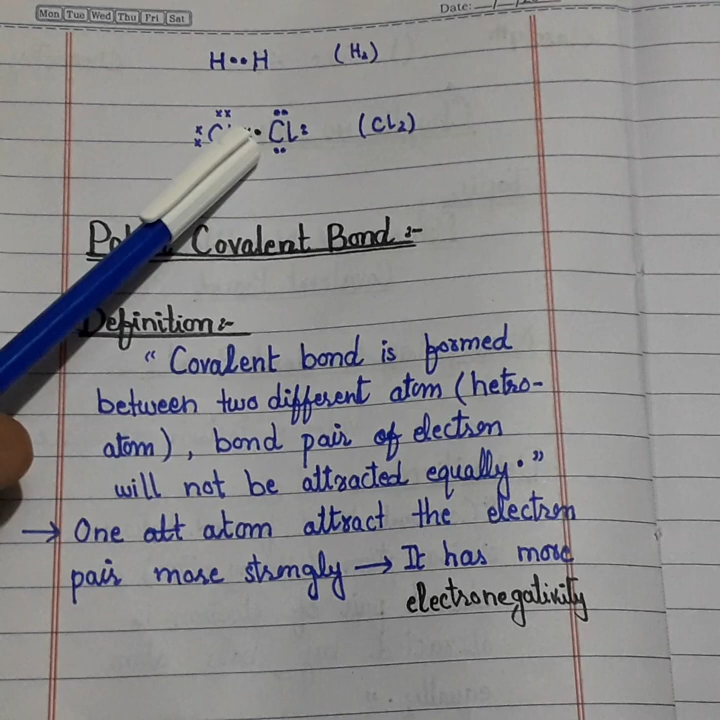 Mon Tue Wed Thu Fri Sat
Date:
H••H (H₂)
Cl: (Cl₂)
Covalent Bond :-
Definition :-
“ Covalent bond is formed
between two different atom (hetro-
atom), bond pair of electron
will not be attracted equally.”
→ One att atom attract the electron
pair more strongly → It has more
electronegativity